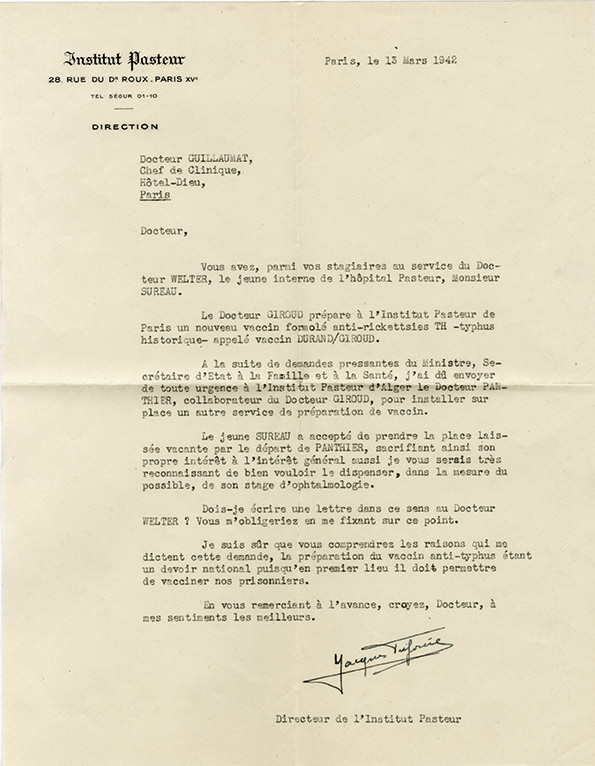 Institut Pasteur
28, RUE DU Dr ROUX - PARIS XVe
TEL SÉGUR 01-10
DIRECTION
Paris, le 13 Mars 1942
Docteur GUILLAUMAT,
Chef de Clinique,
Hôtel-Dieu,
Paris
Docteur,
Vous avez, parmi vos stagiaires au service du Doc-
teur WELTER, le jeune interne de l'hôpital Pasteur, Monsieur
SUREAU.
Le Docteur GIROUD prépare à l'Institut Pasteur de
Paris un nouveau vaccin formolé anti-rickettsies TH -typhus
historique- appelé vaccin DURAND/GIROUD.
A la suite de demandes pressantes du Ministre, Se-
crétaire d'Etat à la Famille et à la Santé, j'ai dû envoyer
de toute urgence à l'Institut Pasteur d'Alger le Docteur PAN-
THIER, collaborateur du Docteur GIROUD, pour installer sur
place un autre service de préparation de vaccin.
Le jeune SUREAU a accepté de prendre la place lais-
sée vacante par le départ de PANTHIER, sacrifiant ainsi son
propre intérêt à l'intérêt général aussi je vous serais très
reconnaissant de bien vouloir le dispenser, dans la mesure du
possible, de son stage d'ophtalmologie.
Dois-je écrire une lettre dans ce sens au Docteur
WELTER ? Vous m'obligeriez en me fixant sur ce point.
Je suis sûr que vous comprendrez les raisons qui me
dictent cette demande, la préparation du vaccin anti-typhus étant
un devoir national puisqu'en premier lieu il doit permettre
de vacciner nos prisonniers.
En vous remerciant à l'avance, croyez, Docteur, à
mes sentiments les meilleurs.
Jacques Tréfouël
Directeur de l'Institut Pasteur